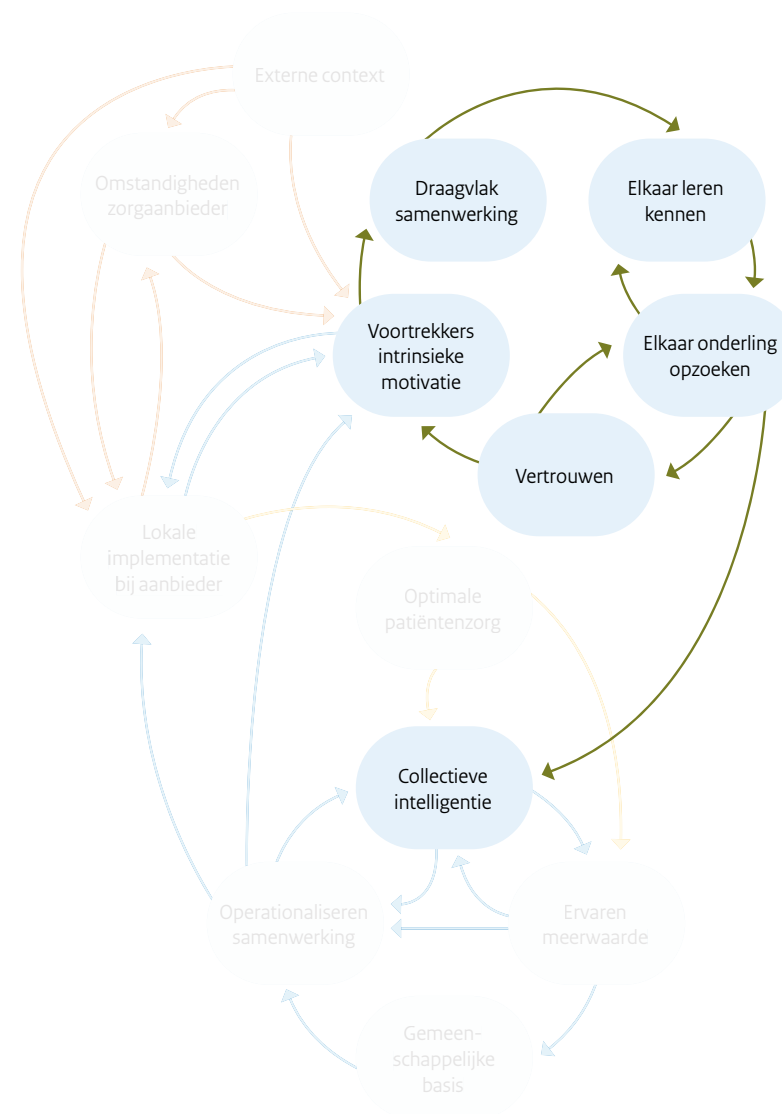 Externe context
Omstandigheden
zorgaanbieder
Draagvlak
samenwerking
Elkaar leren
kennen
Voortrekkers
intrinsieke
motivatie
Elkaar onderling
opzoeken
Vertrouwen
Lokale
implementatie
bij aanbieder
Optimale
patiëntenzorg
Collectieve
intelligentie
Operationaliseren
samenwerking
Ervaren
meerwaarde
Gemeen-
schappelijke
basis